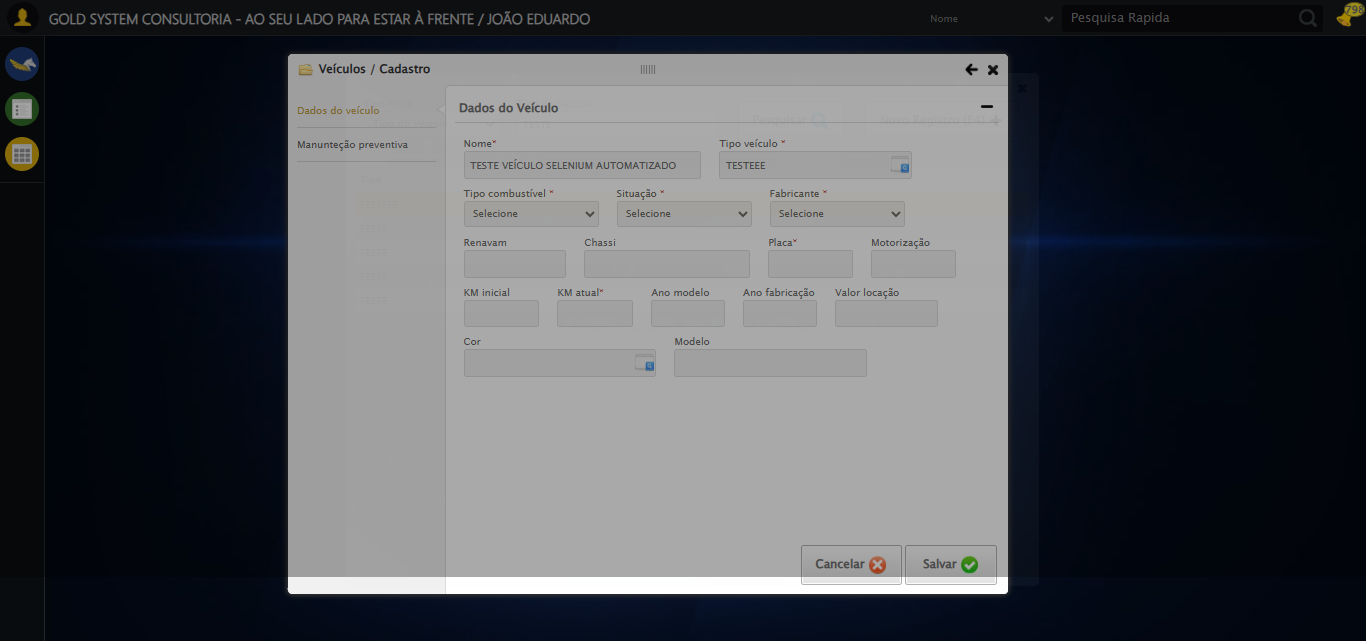 GOLD SYSTEM CONSULTORIA - AO SEU LADO PARA ESTAR À FRENTE / JOÃO EDUARDO
Nome
Pesquisa Rapida
798
Veículos / Cadastro
Dados do veículo
Manunteção preventiva
Dados do Veículo
Nome*
Tipo veículo *
TESTE VEÍCULO SELENIUM AUTOMATIZADO
TESTEEE
Tipo combustível *
Situação *
Fabricante *
Selecione
Selecione
Selecione
Renavam
Chassi
Placa*
Motorização
KM inicial
KM atual*
Ano modelo
Ano fabricação
Valor locação
Cor
Modelo
Cancelar
Salvar